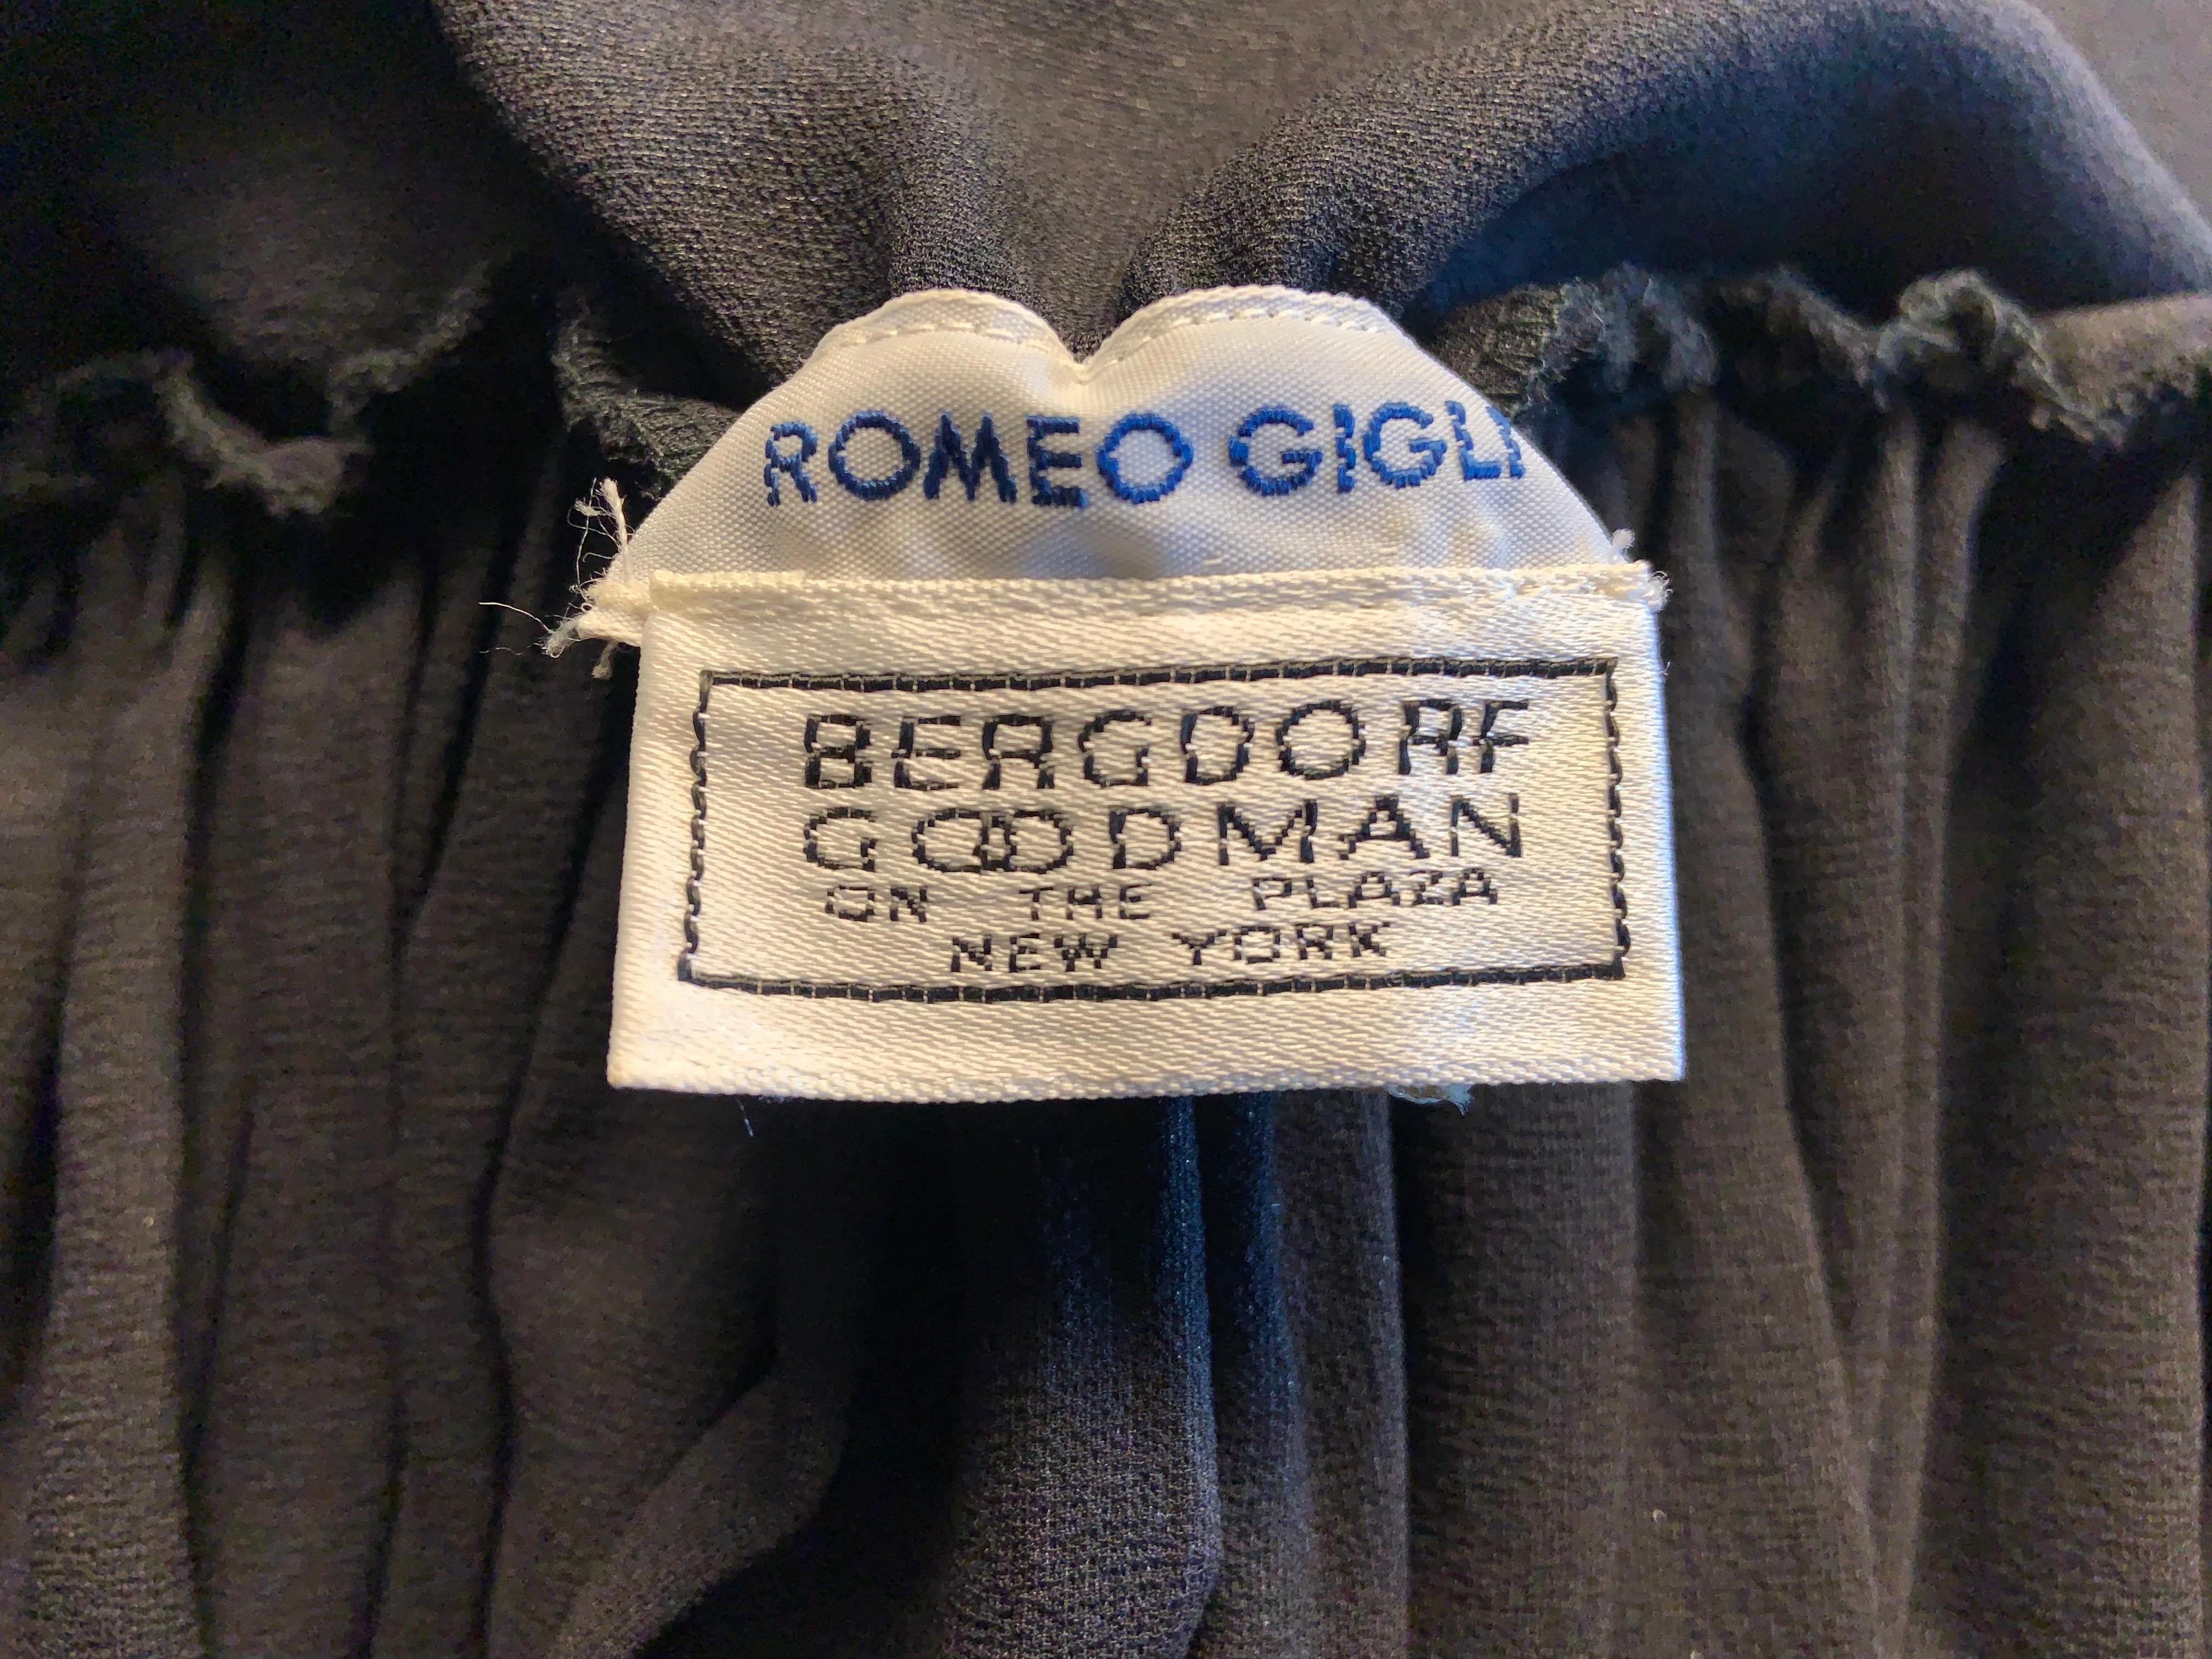 ROMEO GIGLI
BERGDORF
GOODMAN
ON THE PLAZA
NEW YORK